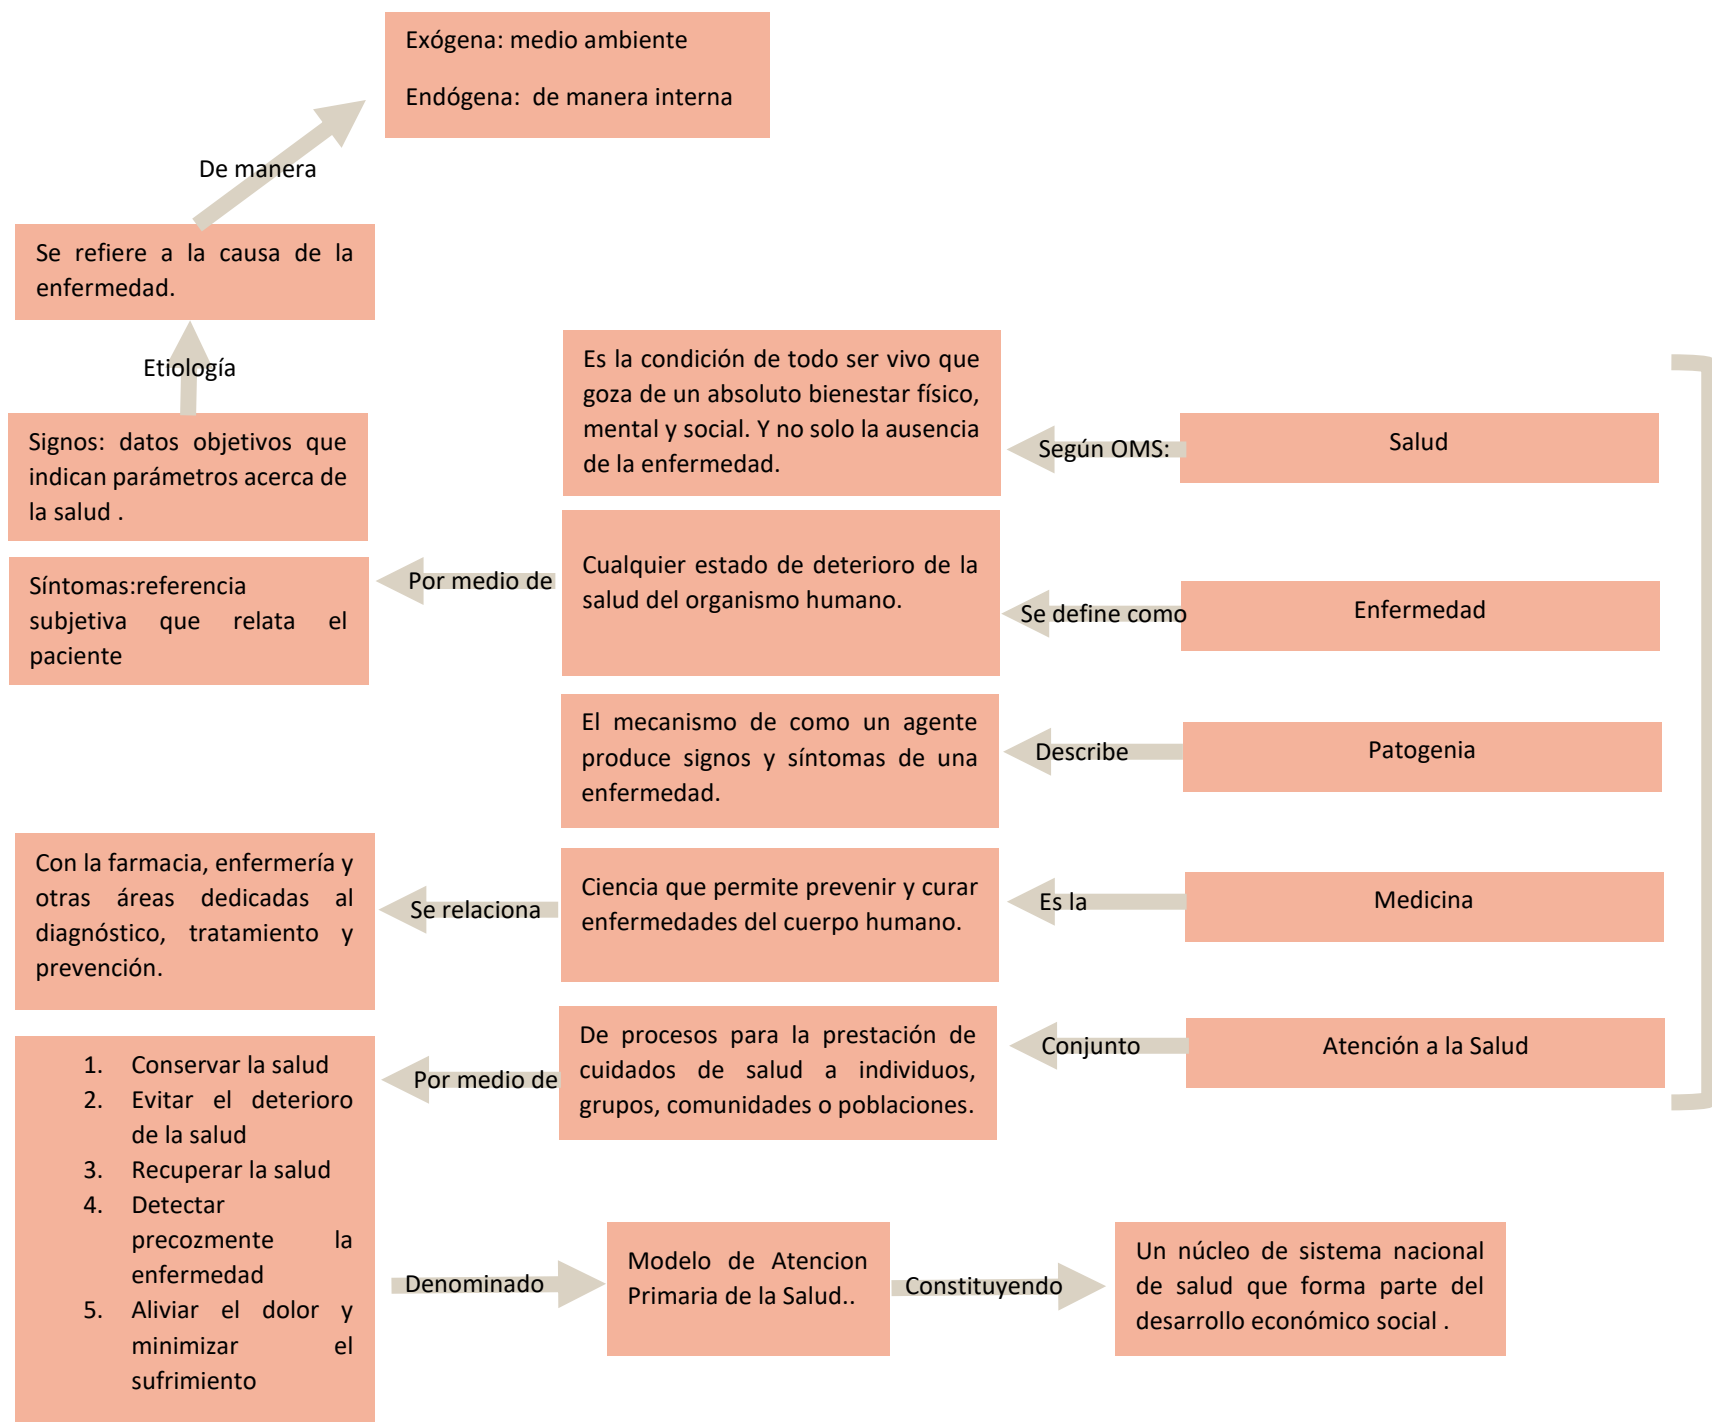 Exógena: medio ambiente
Endógena: de manera interna
De manera
Se refiere a la causa de la
enfermedad.
Etiología
Signos: datos objetivos que
indican parámetros acerca de
la salud .
Síntomas:referencia
subjetiva que relata el
paciente
Por medio de
Es la condición de todo ser vivo que
goza de un absoluto bienestar físico,
mental y social. Y no solo la ausencia
de la enfermedad.
Según OMS:
Salud
Cualquier estado de deterioro de la
salud del organismo humano.
Se define como
Enfermedad
El mecanismo de como un agente
produce signos y síntomas de una
enfermedad.
Describe
Patogenia
Con la farmacia, enfermería y
otras áreas dedicadas al
diagnóstico, tratamiento y
prevención.
Se relaciona
Ciencia que permite prevenir y curar
enfermedades del cuerpo humano.
Es la
Medicina
De procesos para la prestación de
cuidados de salud a individuos,
grupos, comunidades o poblaciones.
Conjunto
Atención a la Salud
Por medio de
1. Conservar la salud
2. Evitar el deterioro
de la salud
3. Recuperar la salud
4. Detectar
precozmente la
enfermedad
5. Aliviar el dolor y
minimizar el
sufrimiento
Denominado
Modelo de Atencion
Primaria de la Salud..
Constituyendo
Un núcleo de sistema nacional
de salud que forma parte del
desarrollo económico social .